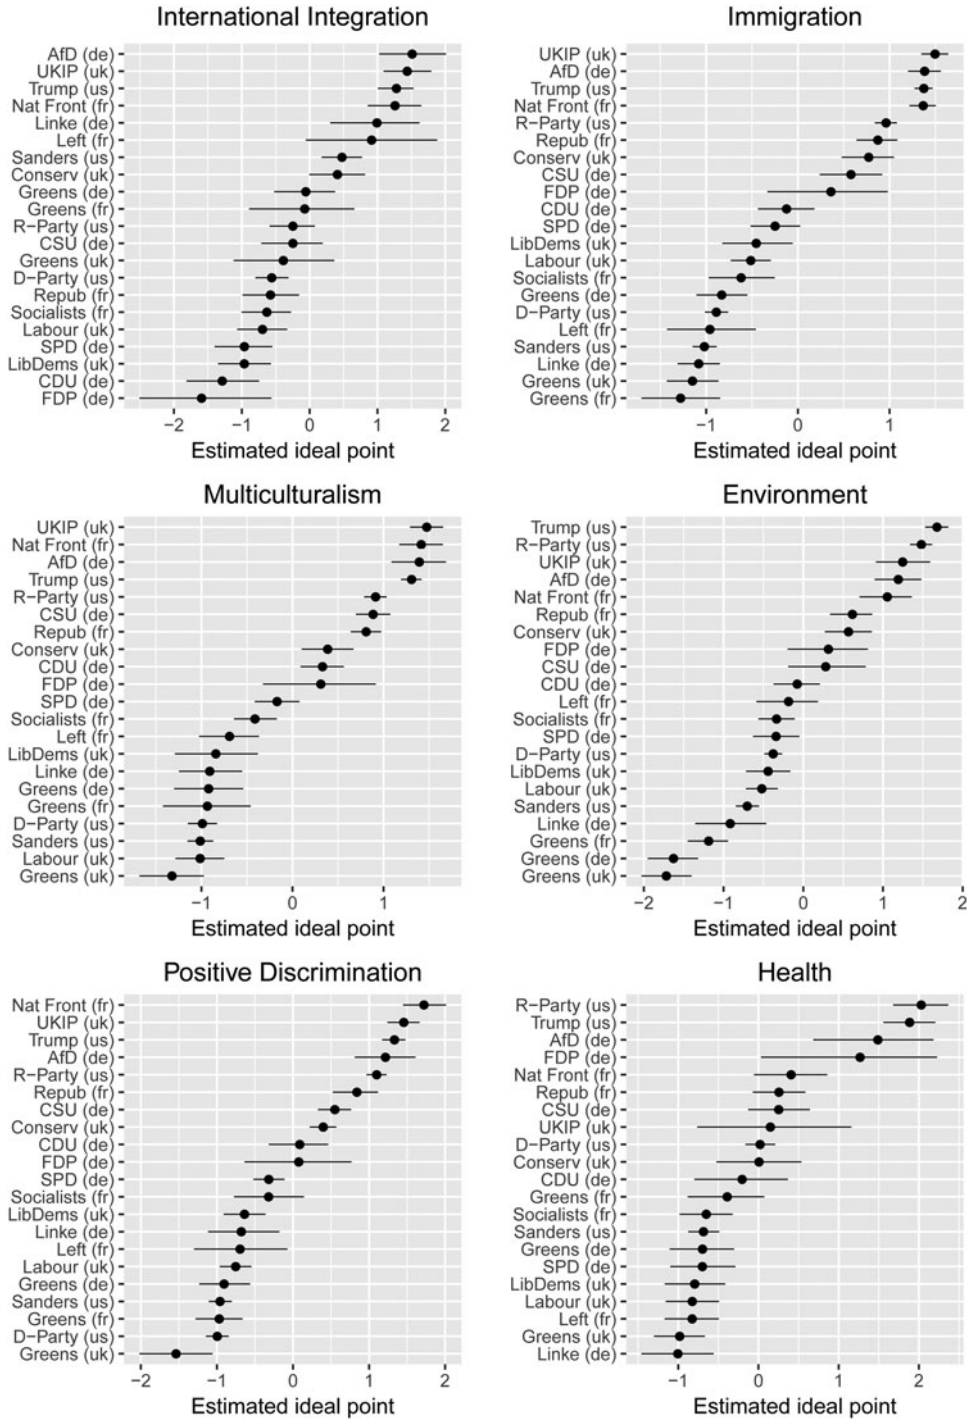 International Integration
AfD (de)
UKIP (uk)
Trump (us)
Nat Front (fr)
Linke (de)
Left (fr)
Sanders (us)
Conserv (uk)
Greens (de)
Greens (fr)
R−Party (us)
CSU (de)
Greens (uk)
D−Party (us)
Repub (fr)
Socialists (fr)
Labour (uk)
SPD (de)
LibDems (uk)
CDU (de)
FDP (de)
−2 −1 0 1 2
Estimated ideal point
Immigration
UKIP (uk)
AfD (de)
Trump (us)
Nat Front (fr)
R−Party (us)
Repub (fr)
Conserv (uk)
CSU (de)
FDP (de)
CDU (de)
SPD (de)
LibDems (uk)
Labour (uk)
Socialists (fr)
Greens (de)
D−Party (us)
Left (fr)
Sanders (us)
Linke (de)
Greens (uk)
Greens (fr)
−1 0 1
Estimated ideal point
Multiculturalism
UKIP (uk)
Nat Front (fr)
AfD (de)
Trump (us)
R−Party (us)
CSU (de)
Repub (fr)
Conserv (uk)
CDU (de)
FDP (de)
SPD (de)
Socialists (fr)
Left (fr)
LibDems (uk)
Linke (de)
Greens (de)
Greens (fr)
D−Party (us)
Sanders (us)
Labour (uk)
Greens (uk)
−1 0 1
Estimated ideal point
Environment
Trump (us)
R−Party (us)
UKIP (uk)
AfD (de)
Nat Front (fr)
Repub (fr)
Conserv (uk)
FDP (de)
CSU (de)
CDU (de)
Left (fr)
Socialists (fr)
SPD (de)
D−Party (us)
LibDems (uk)
Labour (uk)
Sanders (us)
Linke (de)
Greens (fr)
Greens (de)
Greens (uk)
−2 −1 0 1 2
Estimated ideal point
Positive Discrimination
Nat Front (fr)
UKIP (uk)
Trump (us)
AfD (de)
R−Party (us)
Repub (fr)
CSU (de)
Conserv (uk)
CDU (de)
FDP (de)
SPD (de)
Socialists (fr)
LibDems (uk)
Linke (de)
Left (fr)
Labour (uk)
Greens (de)
Sanders (us)
Greens (fr)
D−Party (us)
Greens (uk)
−2 −1 0 1 2
Estimated ideal point
Health
R−Party (us)
Trump (us)
AfD (de)
FDP (de)
Nat Front (fr)
Repub (fr)
CSU (de)
UKIP (uk)
D−Party (us)
Conserv (uk)
CDU (de)
Greens (fr)
Socialists (fr)
Sanders (us)
Greens (de)
SPD (de)
LibDems (uk)
Labour (uk)
Left (fr)
Greens (uk)
Linke (de)
−1 0 1 2
Estimated ideal point